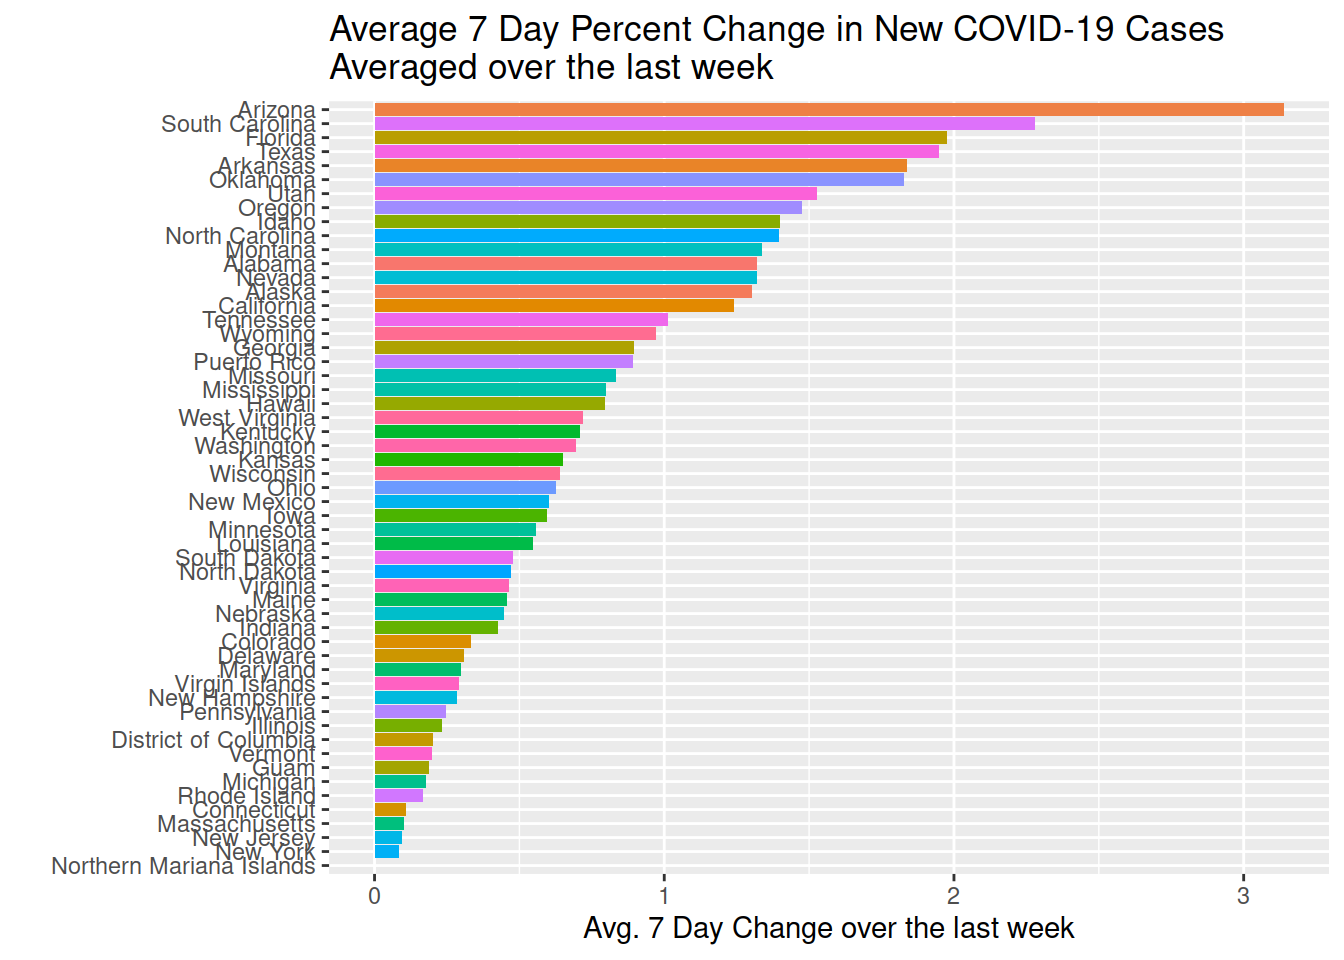 Average 7 Day Percent Change in New COVID-19 Cases
Averaged over the last week
Arizona
South Carolina
Florida
Texas
Arkansas
Oklahoma
Utah
Oregon
Idaho
North Carolina
Montana
Alabama
Nevada
Alaska
California
Tennessee
Wyoming
Georgia
Puerto Rico
Missouri
Mississippi
Hawaii
West Virginia
Kentucky
Washington
Kansas
Wisconsin
Ohio
New Mexico
Iowa
Minnesota
Louisiana
South Dakota
North Dakota
Virginia
Maine
Nebraska
Indiana
Colorado
Delaware
Maryland
Virgin Islands
New Hampshire
Pennsylvania
Illinois
District of Columbia
Vermont
Guam
Michigan
Rhode Island
Connecticut
Massachusetts
New Jersey
New York
Northern Mariana Islands
0 1 2 3
Avg. 7 Day Change over the last week